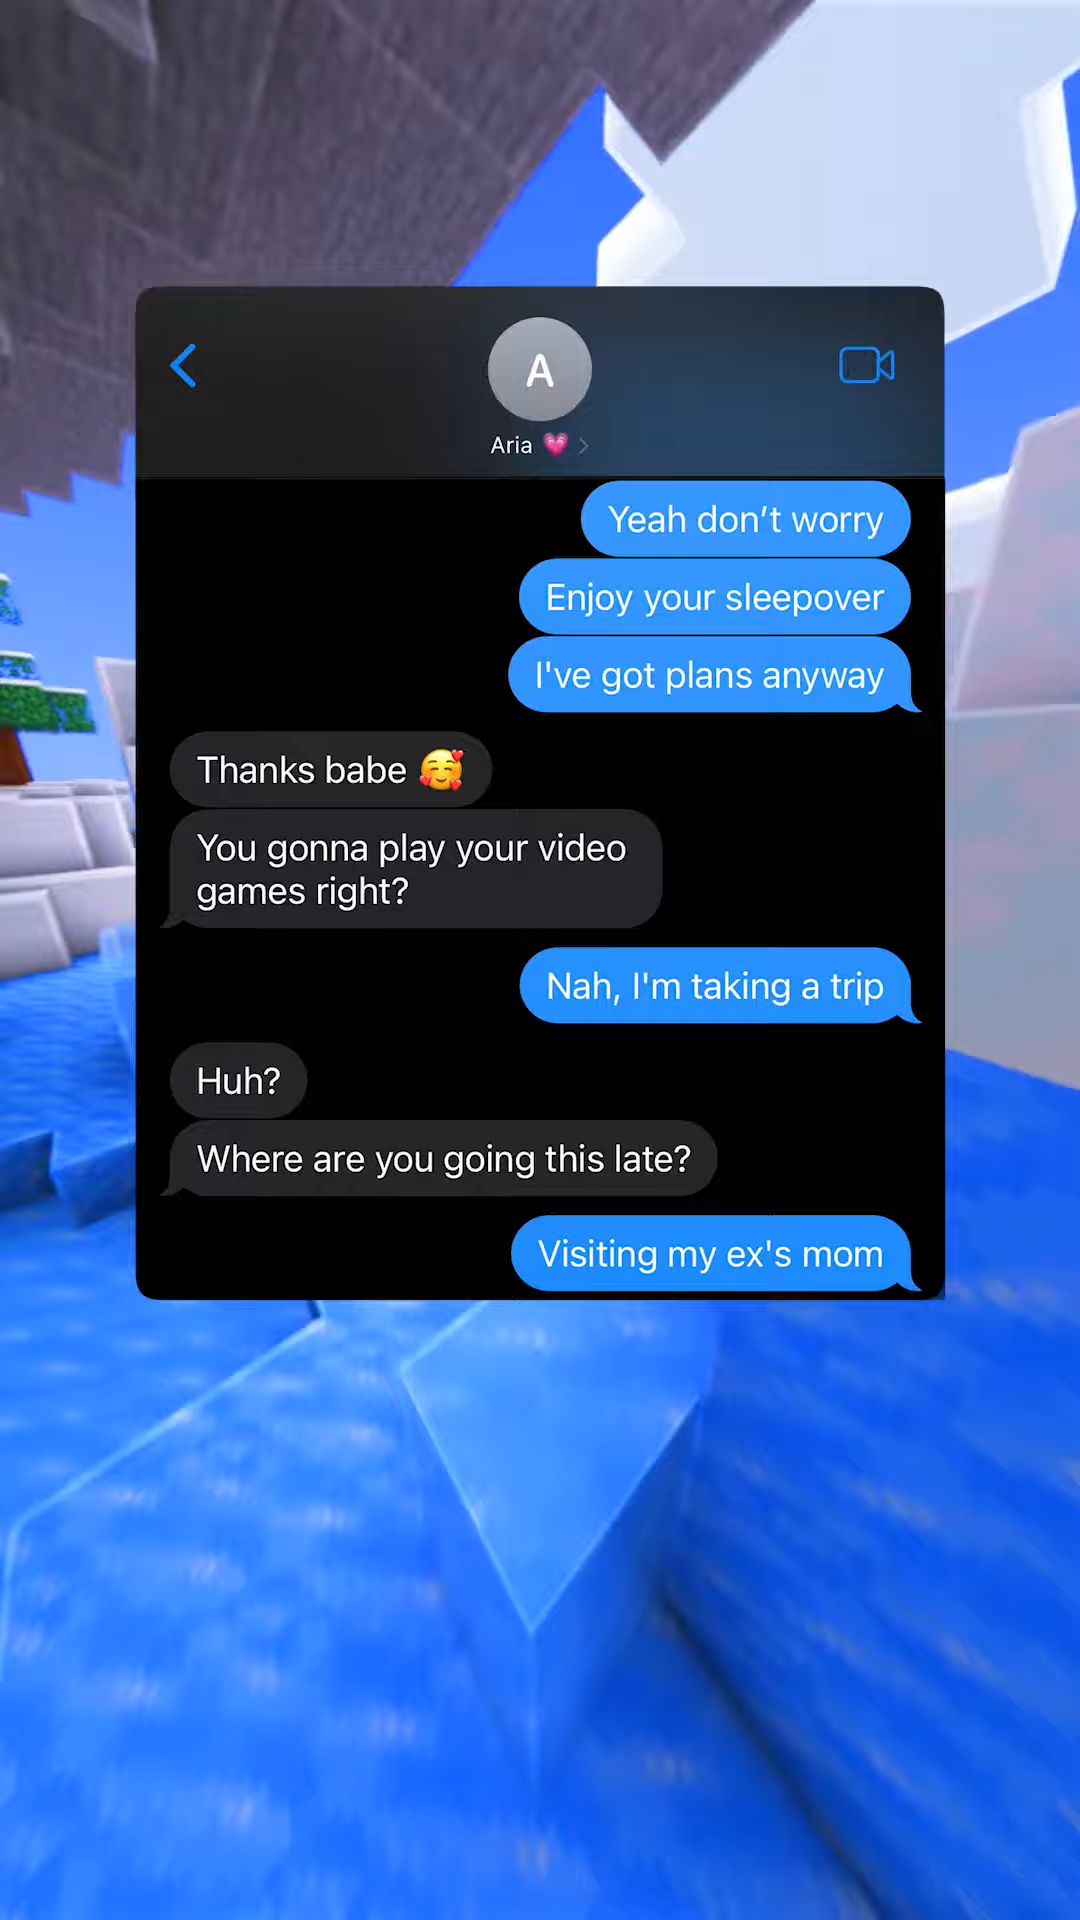 A
Aria 💗
Yeah don’t worry
Enjoy your sleepover
I've got plans anyway
Thanks babe 🥰
You gonna play your video
games right?
Nah, I'm taking a trip
Huh?
Where are you going this late?
Visiting my ex's mom